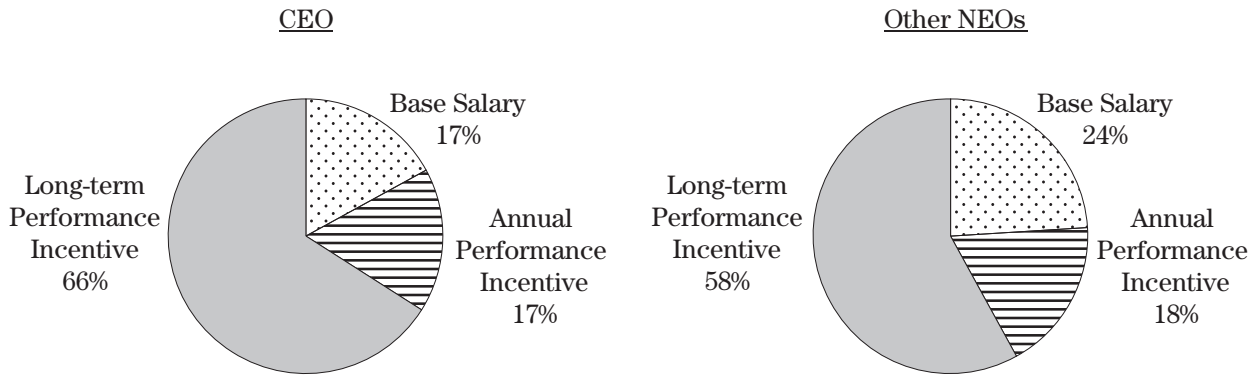 CEO
Base Salary
17%
Long-term
Performance
Incentive
66%
Annual
Performance
Incentive
17%
Other NEOs
Base Salary
24%
Long-term
Performance
Incentive
58%
Annual
Performance
Incentive
18%